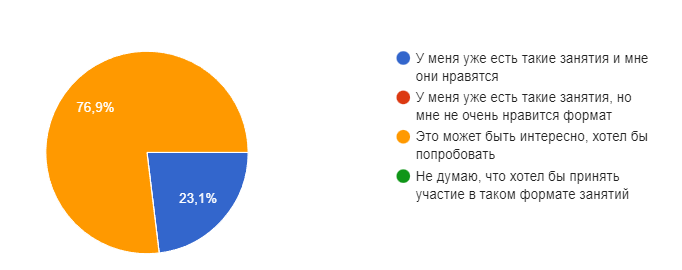 76,9%
23,1%
У меня уже есть такие занятия и мне
они нравятся
У меня уже есть такие занятия, но
мне не очень нравится формат
Это может быть интересно, хотел бы
попробовать
Не думаю, что хотел бы принять
участие в таком формате занятий